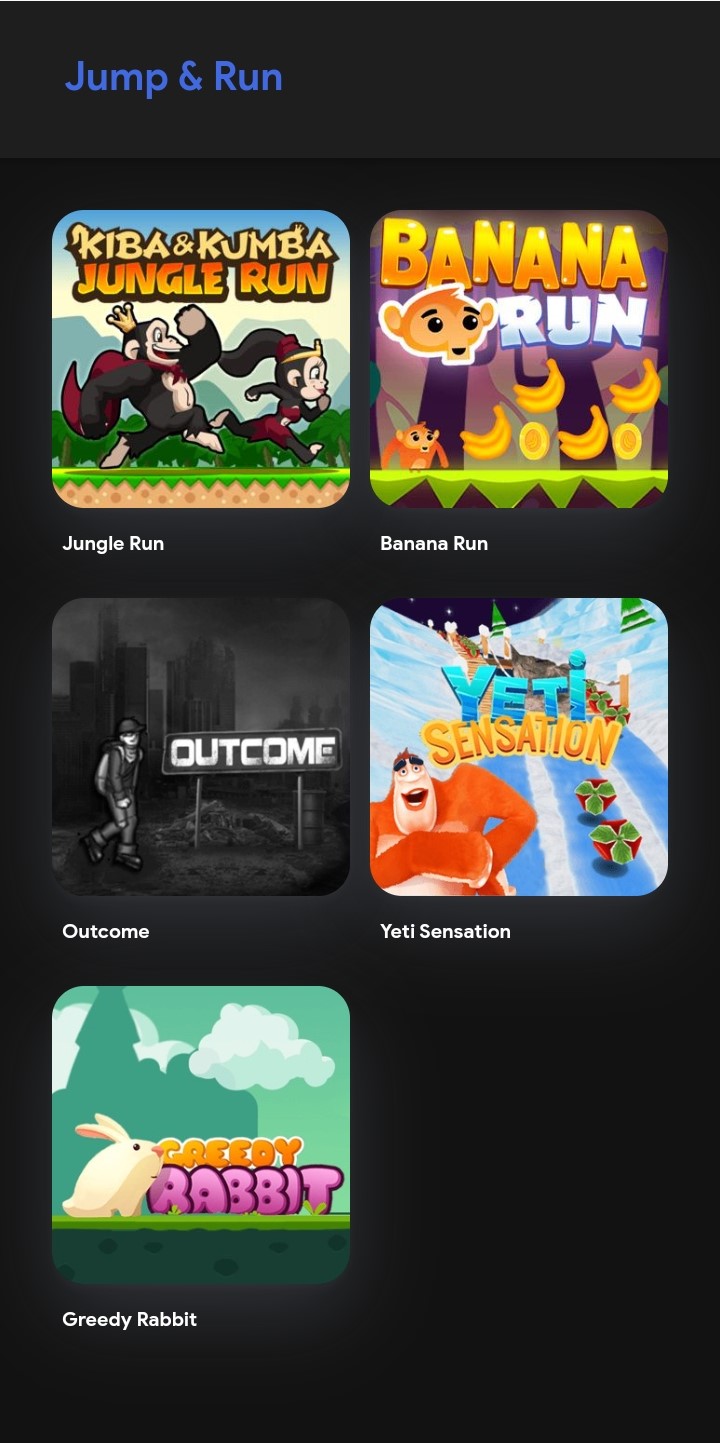 Jump & Run
KIBA & KUMBA
JUNGLE RUN
BANANA
RUN
Jungle Run
Banana Run
OUTCOME
YETI
SENSATION
Outcome
Yeti Sensation
GREEDY
RABBIT
Greedy Rabbit